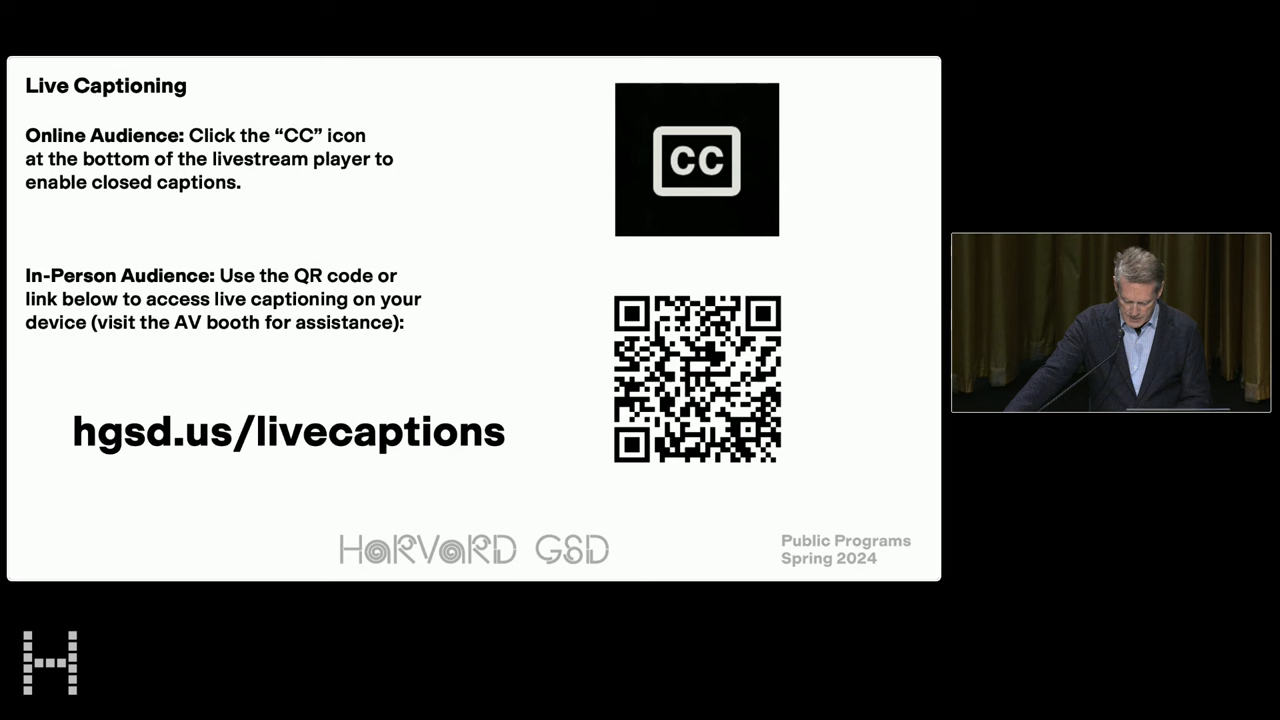 Live Captioning
Online Audience: Click the “CC” icon
at the bottom of the livestream player to
enable closed captions.
CC
In-Person Audience: Use the QR code or
link below to access live captioning on your
device (visit the AV booth for assistance):
hgsd.us/livecaptions
HARVARD GSD
Public Programs
Spring 2024
H